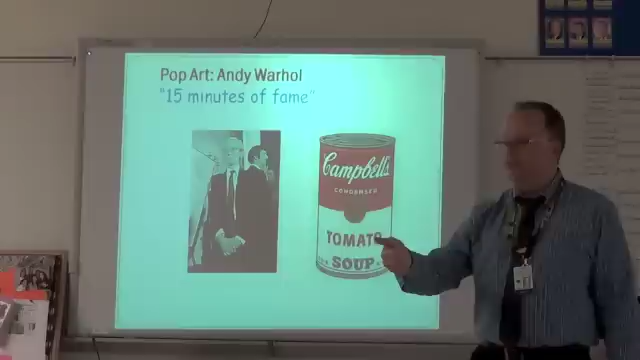 Pop Art: Andy Warhol
"15 minutes of fame"
Campbell's
CONDENSED
TOMATO
SOUP